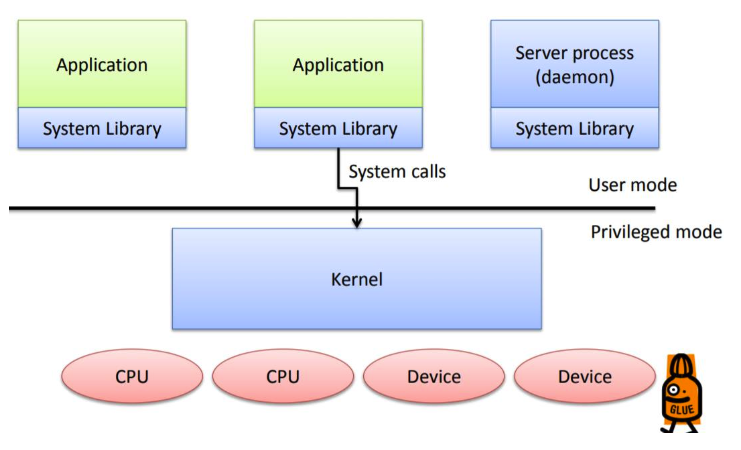 Application
Application
Server process
(daemon)
System Library
System Library
System Library
System calls
User mode
Privileged mode
Kernel
CPU
CPU
Device
Device
GLUE